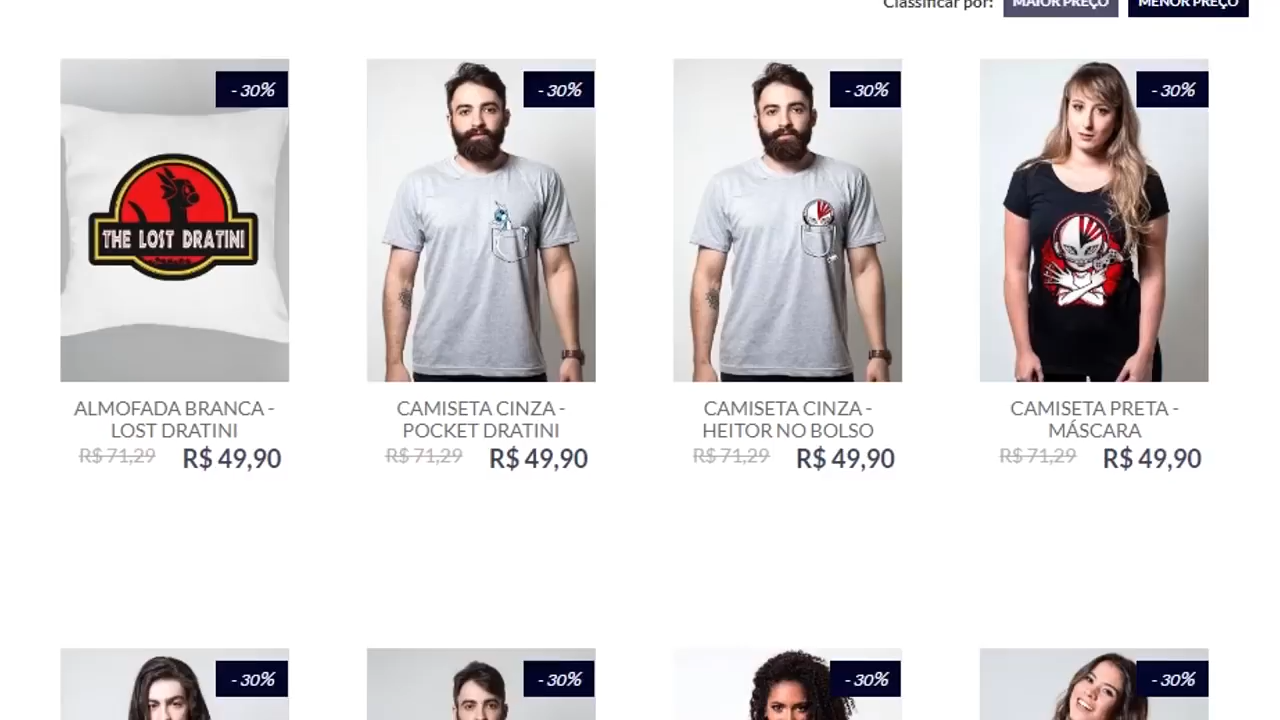 Classificar por: MAIOR PREÇO MENOR PREÇO
- 30% - 30% - 30% - 30%
THE LOST DRATINI
ALMOFADA BRANCA - CAMISETA CINZA - CAMISETA CINZA - CAMISETA PRETA -
LOST DRATINI POCKET DRATINI HEITOR NO BOLSO MÁSCARA
R$ 71,29 R$ 49,90 R$ 71,29 R$ 49,90 R$ 71,29 R$ 49,90 R$ 71,29 R$ 49,90
- 30% - 30% - 30% - 30%